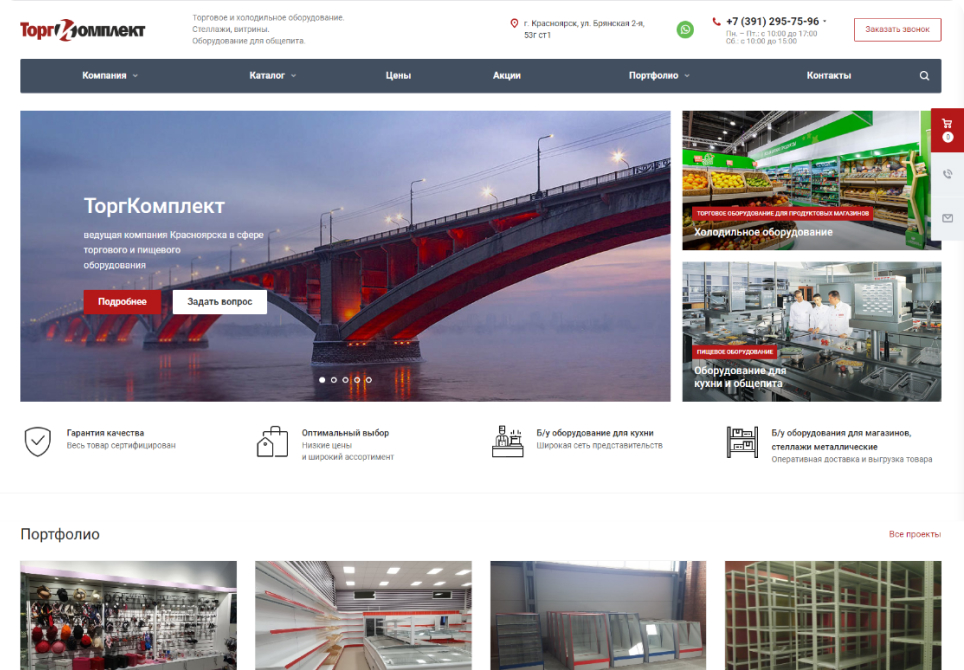 ТоргКомплект
Торговое и холодильное оборудование.
Стеллажи, витрины.
Оборудование для общепита.
г. Красноярск, ул. Брянская 2-я,
53г ст1
+7 (391) 295-75-96
Пн. – Пт.: с 10:00 до 17:00
Сб.: с 10:00 до 15:00
Заказать звонок
Компания
Каталог
Цены
Акции
Портфолио
Контакты
0
ТоргКомплект
ведущая компания Красноярска в сфере
торгового и пищевого
оборудования
Подробнее
Задать вопрос
ТОРГОВОЕ ОБОРУДОВАНИЕ ДЛЯ ПРОДУКТОВЫХ МАГАЗИНОВ
Холодильное оборудование
ПИЩЕВОЕ ОБОРУДОВАНИЕ
Оборудование для
кухни и общепита
Гарантия качества
Весь товар сертифицирован
Оптимальный выбор
Низкие цены
и широкий ассортимент
Б/у оборудование для кухни
Широкая сеть представительств
Б/у оборудования для магазинов,
стеллажи металлические
Оперативная доставка и выгрузка товара
Портфолио
Все проекты